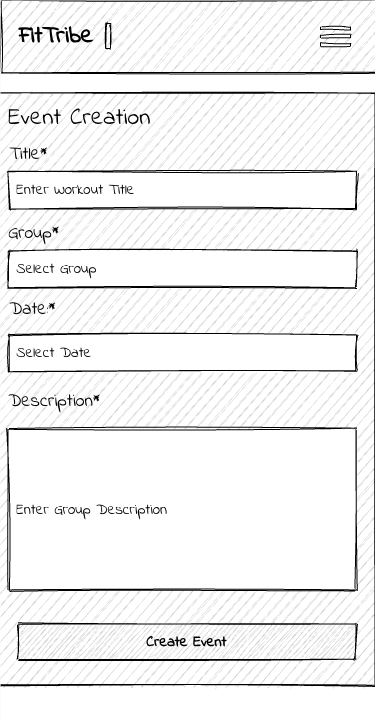 FitTribe
Event Creation
Title*
Enter Workout Title
Group*
Select Group
Date:*
Select Date
Description*
Enter Group Description
Create Event